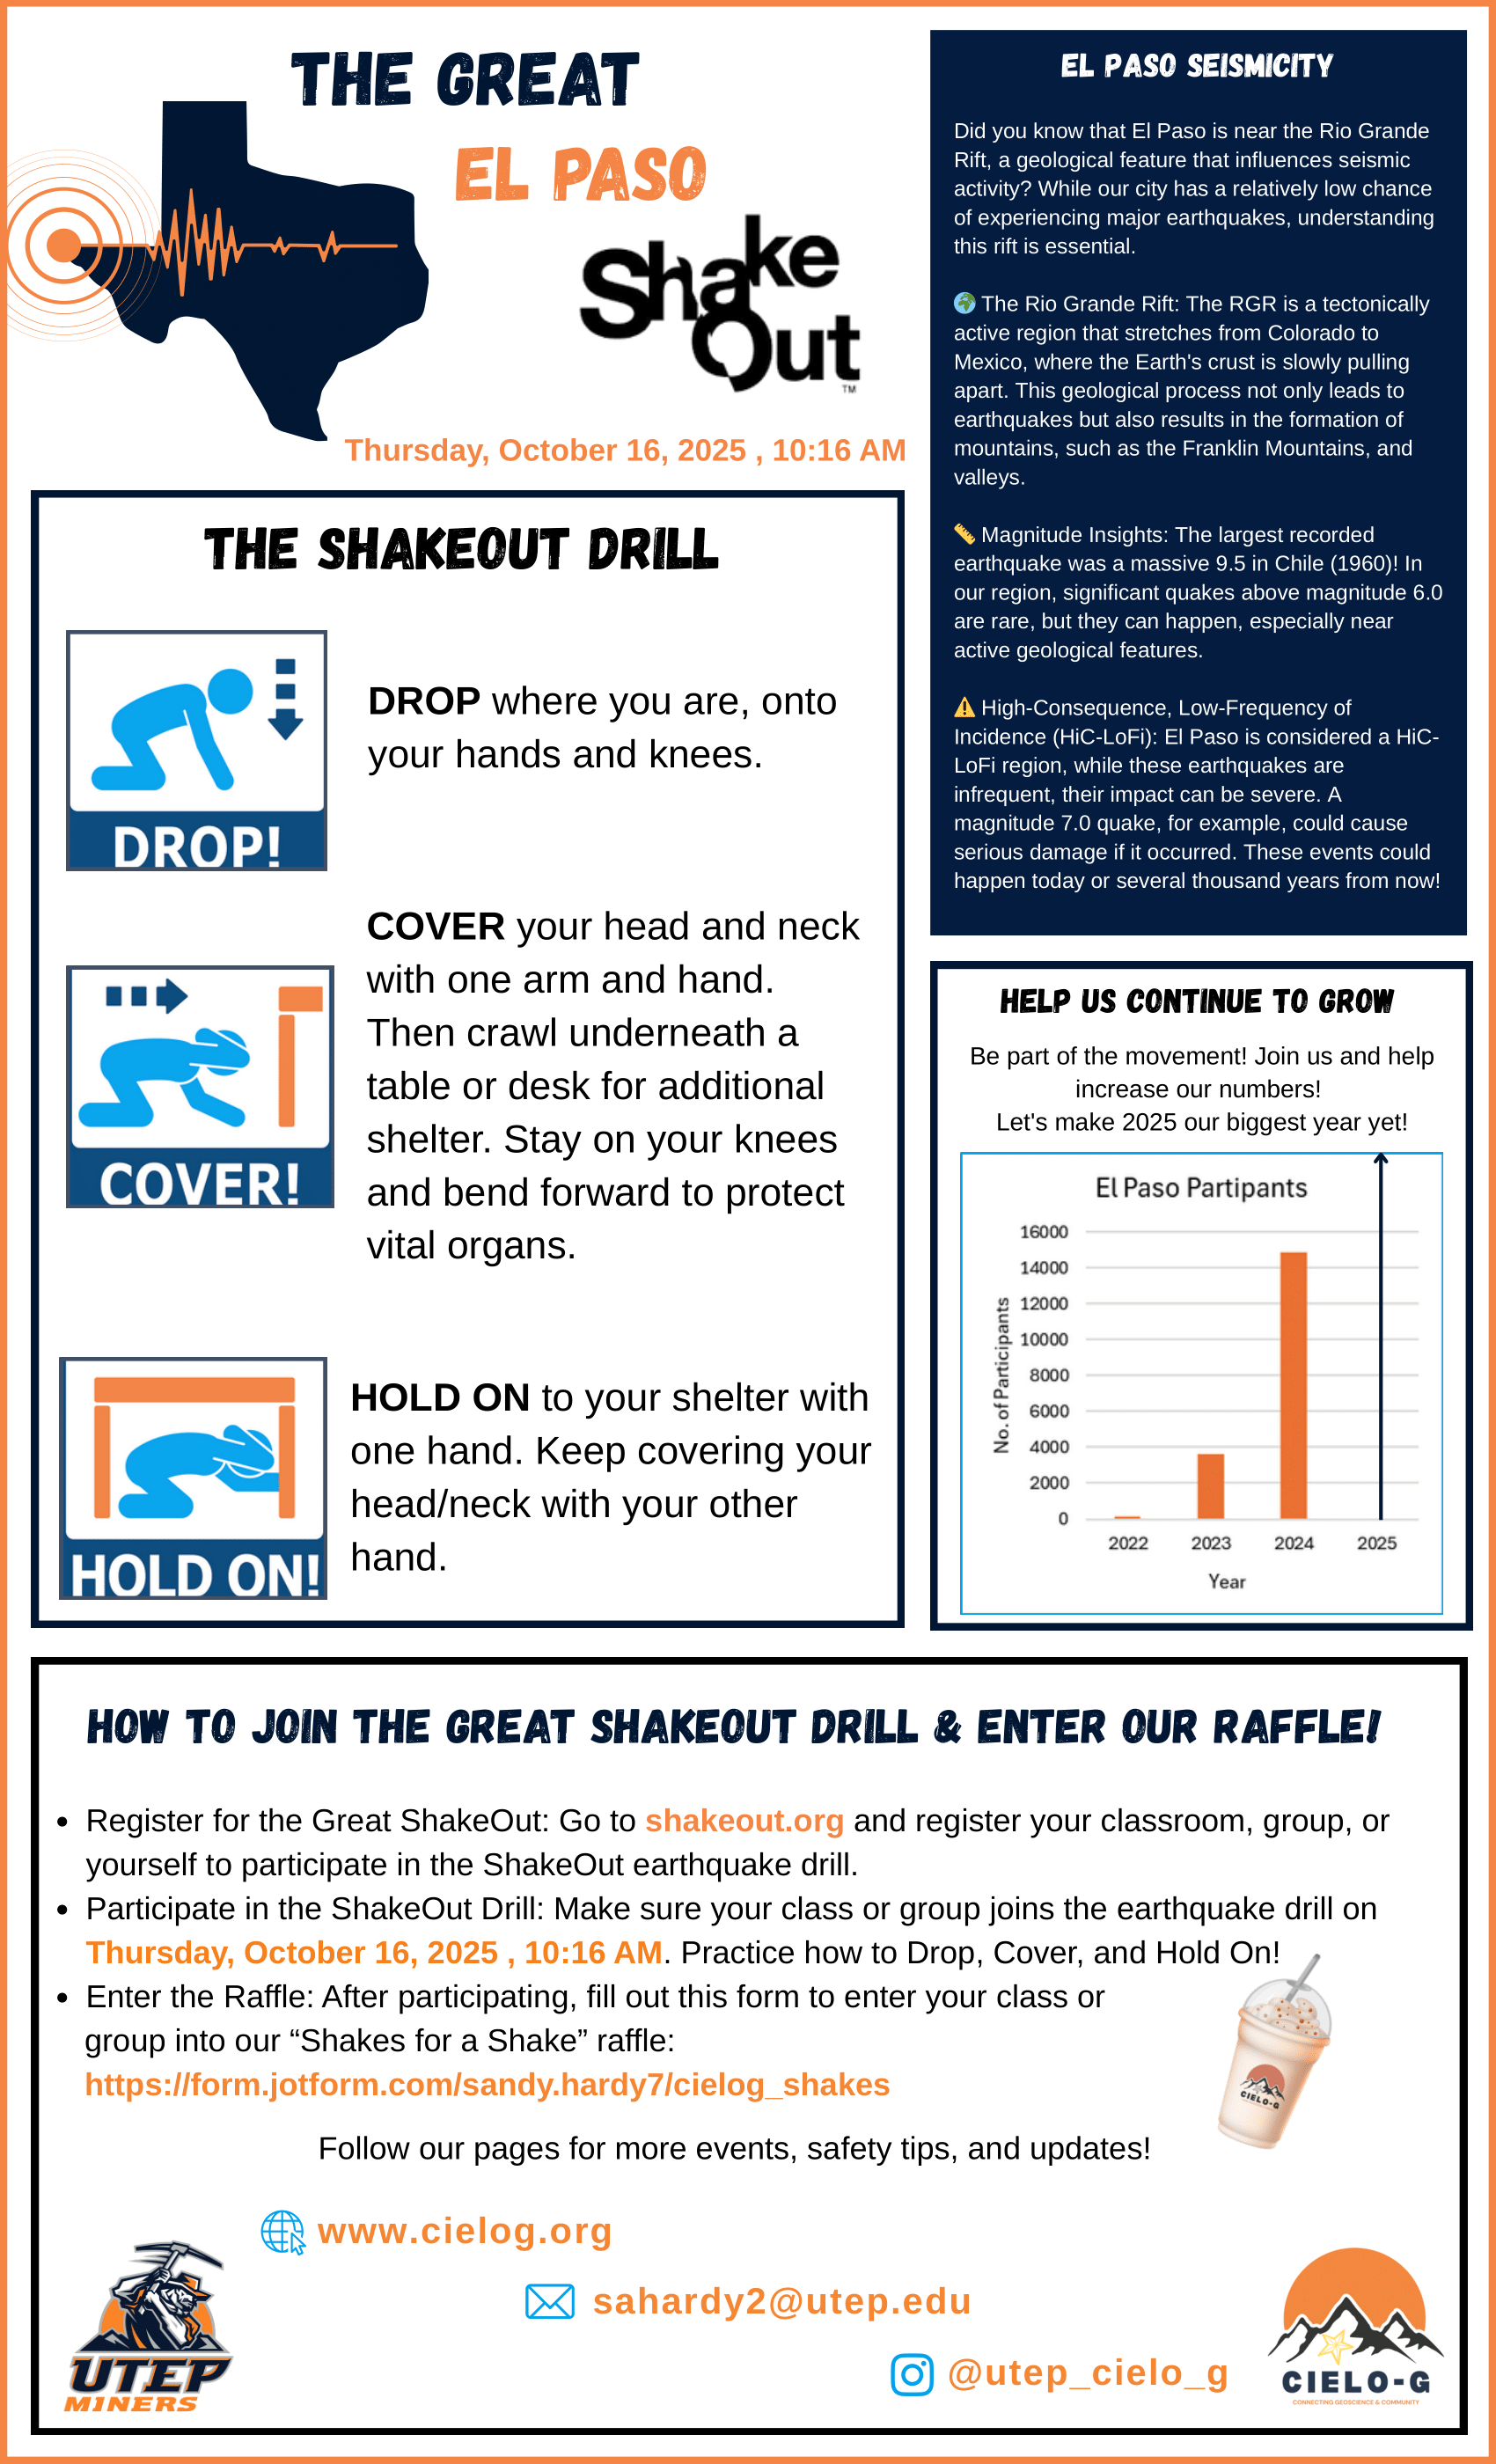 THE GREAT
EL PASO
Shake
Out
TM
Thursday, October 16, 2025 , 10:16 AM
THE SHAKEOUT DRILL
DROP!
DROP where you are, onto
your hands and knees.
COVER!
COVER your head and neck
with one arm and hand.
Then crawl underneath a
table or desk for additional
shelter. Stay on your knees
and bend forward to protect
vital organs.
HOLD ON!
HOLD ON to your shelter with
one hand. Keep covering your
head/neck with your other
hand.
EL PASO SEISMICITY
Did you know that El Paso is near the Rio Grande
Rift, a geological feature that influences seismic
activity? While our city has a relatively low chance
of experiencing major earthquakes, understanding
this rift is essential.
🌍 The Rio Grande Rift: The RGR is a tectonically
active region that stretches from Colorado to
Mexico, where the Earth's crust is slowly pulling
apart. This geological process not only leads to
earthquakes but also results in the formation of
mountains, such as the Franklin Mountains, and
valleys.
📏 Magnitude Insights: The largest recorded
earthquake was a massive 9.5 in Chile (1960)! In
our region, significant quakes above magnitude 6.0
are rare, but they can happen, especially near
active geological features.
⚠️ High-Consequence, Low-Frequency of
Incidence (HiC-LoFi): El Paso is considered a HiC-
LoFi region, while these earthquakes are
infrequent, their impact can be severe. A
magnitude 7.0 quake, for example, could cause
serious damage if it occurred. These events could
happen today or several thousand years from now!
HELP US CONTINUE TO GROW
Be part of the movement! Join us and help
increase our numbers!
Let's make 2025 our biggest year yet!
El Paso Partipants
No. of Participants
16000
14000
12000
10000
8000
6000
4000
2000
0
2022 2023 2024 2025
Year
HOW TO JOIN THE GREAT SHAKEOUT DRILL & ENTER OUR RAFFLE!
• Register for the Great ShakeOut: Go to shakeout.org and register your classroom, group, or
yourself to participate in the ShakeOut earthquake drill.
• Participate in the ShakeOut Drill: Make sure your class or group joins the earthquake drill on
Thursday, October 16, 2025 , 10:16 AM. Practice how to Drop, Cover, and Hold On!
• Enter the Raffle: After participating, fill out this form to enter your class or
group into our “Shakes for a Shake” raffle:
https://form.jotform.com/sandy.hardy7/cielog_shakes
CIELO-G
Follow our pages for more events, safety tips, and updates!
www.cielog.org
sahardy2@utep.edu
@utep_cielo_g
UTEP
MINERS
CIELO-G
CONNECTING GEOSCIENCE & COMMUNITY